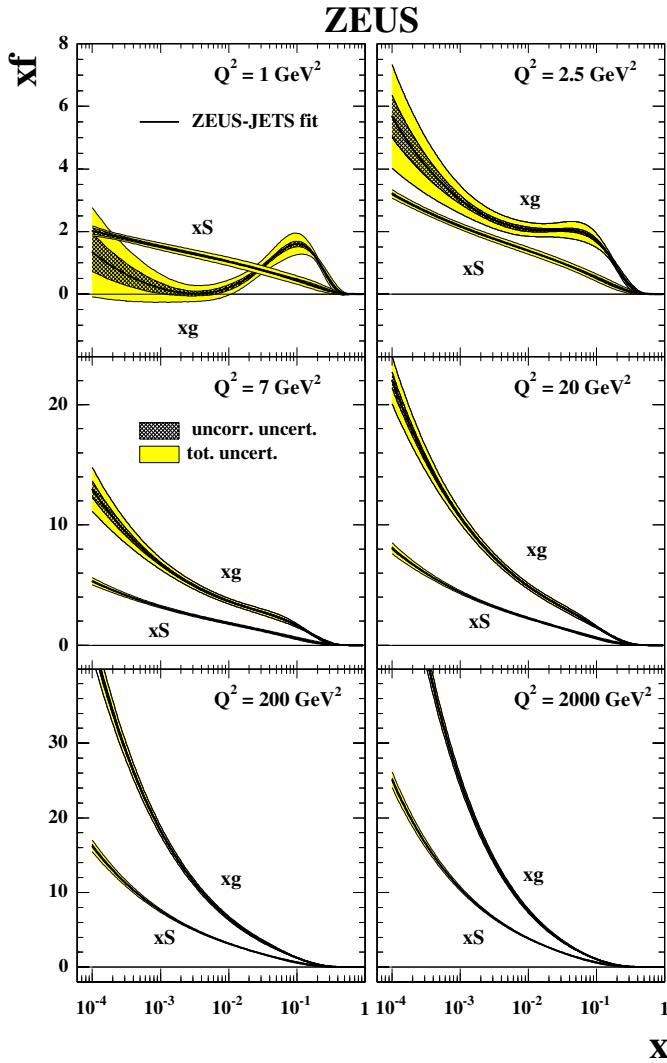 ZEUS
xf
8
6
4
2
0
Q² = 1 GeV²
ZEUS-JETS fit
xS
xg
Q² = 2.5 GeV²
xg
xS
20
10
0
Q² = 7 GeV²
uncorr. uncert.
tot. uncert.
xg
xS
Q² = 20 GeV²
xg
xS
30
20
10
0
Q² = 200 GeV²
xg
xS
Q² = 2000 GeV²
xg
xS
10⁻⁴ 10⁻³ 10⁻² 10⁻¹ 1 10⁻⁴ 10⁻³ 10⁻² 10⁻¹ 1
x